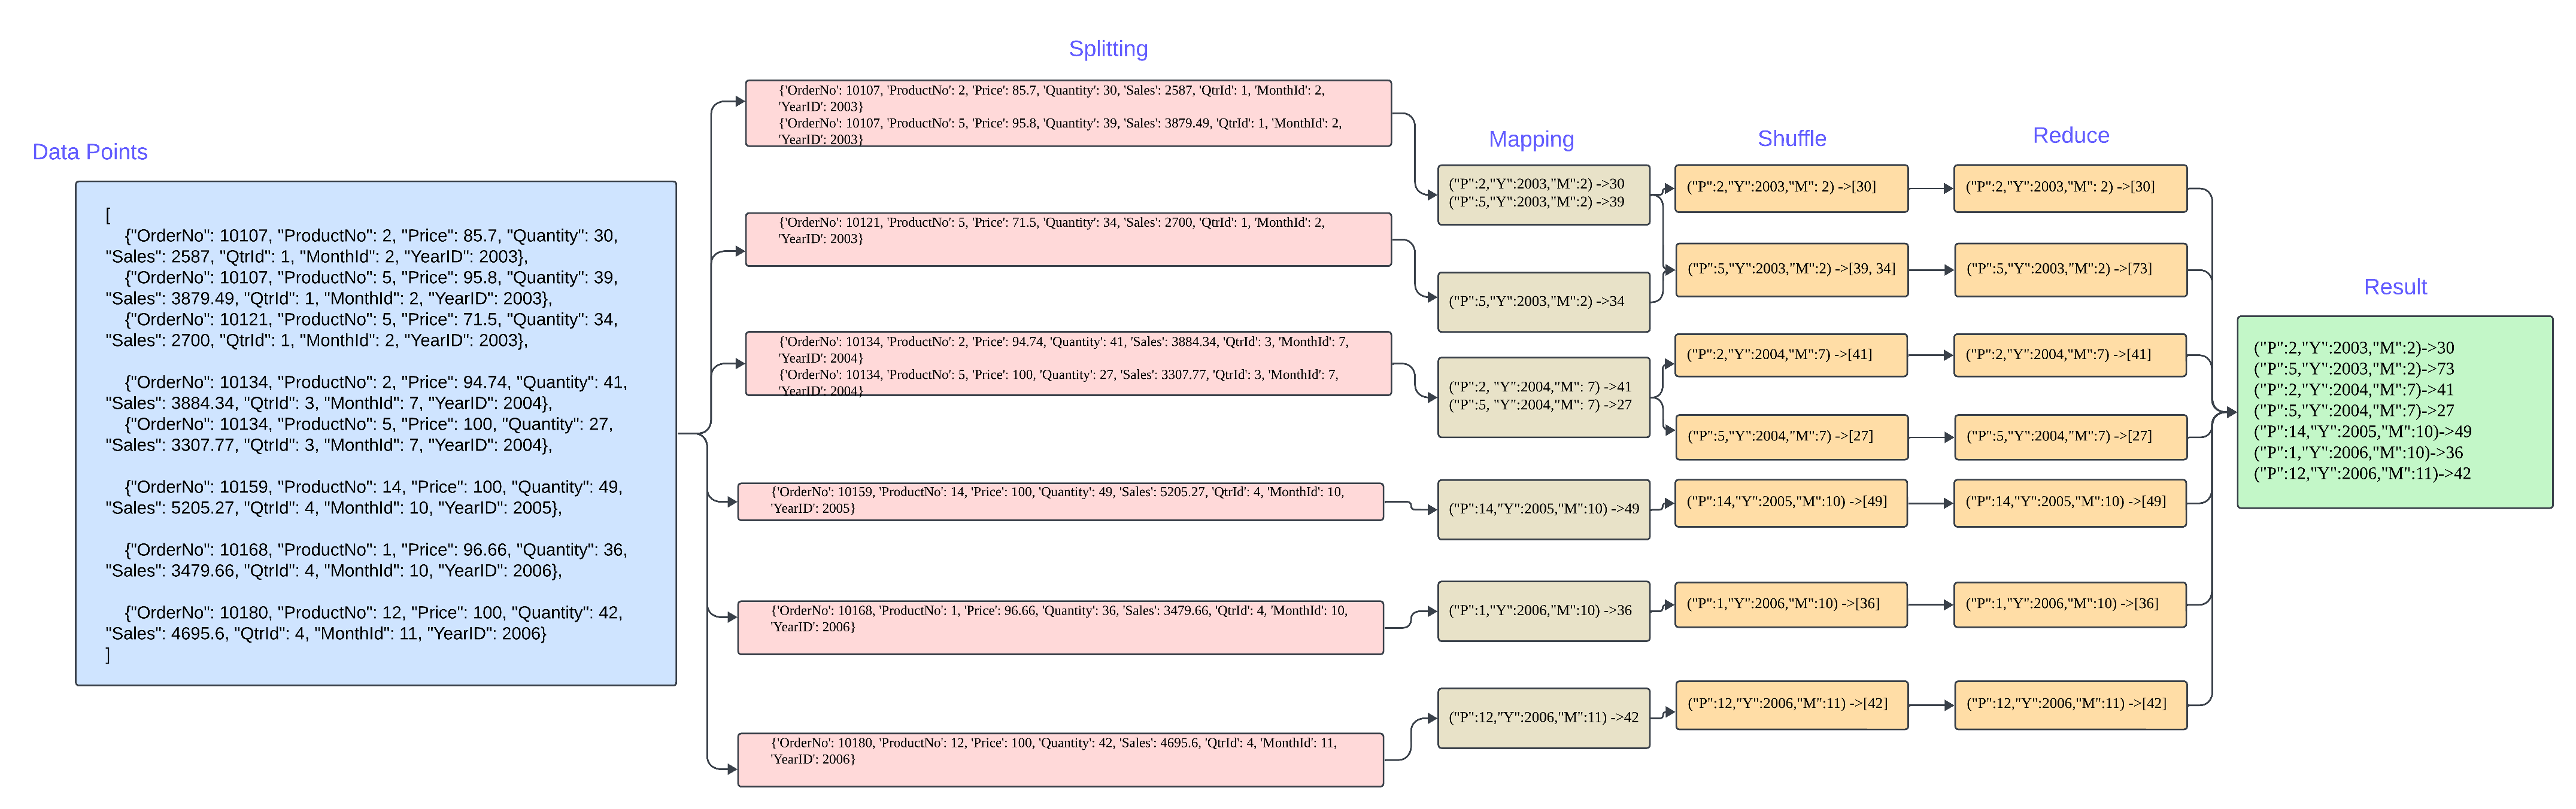 Splitting
Data Points
Mapping
Shuffle
Reduce
Result
[
{"OrderNo": 10107, "ProductNo": 2, "Price": 85.7, "Quantity": 30,
"Sales": 2587, "QtrId": 1, "MonthId": 2, "YearID": 2003},
{"OrderNo": 10107, "ProductNo": 5, "Price": 95.8, "Quantity": 39,
"Sales": 3879.49, "QtrId": 1, "MonthId": 2, "YearID": 2003},
{"OrderNo": 10121, "ProductNo": 5, "Price": 71.5, "Quantity": 34,
"Sales": 2700, "QtrId": 1, "MonthId": 2, "YearID": 2003},
{"OrderNo": 10134, "ProductNo": 2, "Price": 94.74, "Quantity": 41,
"Sales": 3884.34, "QtrId": 3, "MonthId": 7, "YearID": 2004},
{"OrderNo": 10134, "ProductNo": 5, "Price": 100, "Quantity": 27,
"Sales": 3307.77, "QtrId": 3, "MonthId": 7, "YearID": 2004},
{"OrderNo": 10159, "ProductNo": 14, "Price": 100, "Quantity": 49,
"Sales": 5205.27, "QtrId": 4, "MonthId": 10, "YearID": 2005},
{"OrderNo": 10168, "ProductNo": 1, "Price": 96.66, "Quantity": 36,
"Sales": 3479.66, "QtrId": 4, "MonthId": 10, "YearID": 2006},
{"OrderNo": 10180, "ProductNo": 12, "Price": 100, "Quantity": 42,
"Sales": 4695.6, "QtrId": 4, "MonthId": 11, "YearID": 2006}
]
{'OrderNo': 10107, 'ProductNo': 2, 'Price': 85.7, 'Quantity': 30, 'Sales': 2587, 'QtrId': 1, 'MonthId': 2,
'YearID': 2003}
{'OrderNo': 10107, 'ProductNo': 5, 'Price': 95.8, 'Quantity': 39, 'Sales': 3879.49, 'QtrId': 1, 'MonthId': 2,
'YearID': 2003}
{'OrderNo': 10121, 'ProductNo': 5, 'Price': 71.5, 'Quantity': 34, 'Sales': 2700, 'QtrId': 1, 'MonthId': 2,
'YearID': 2003}
{'OrderNo': 10134, 'ProductNo': 2, 'Price': 94.74, 'Quantity': 41, 'Sales': 3884.34, 'QtrId': 3, 'MonthId': 7,
'YearID': 2004}
{'OrderNo': 10134, 'ProductNo': 5, 'Price': 100, 'Quantity': 27, 'Sales': 3307.77, 'QtrId': 3, 'MonthId': 7,
'YearID': 2004}
{'OrderNo': 10159, 'ProductNo': 14, 'Price': 100, 'Quantity': 49, 'Sales': 5205.27, 'QtrId': 4, 'MonthId': 10,
'YearID': 2005}
{'OrderNo': 10168, 'ProductNo': 1, 'Price': 96.66, 'Quantity': 36, 'Sales': 3479.66, 'QtrId': 4, 'MonthId': 10,
'YearID': 2006}
{'OrderNo': 10180, 'ProductNo': 12, 'Price': 100, 'Quantity': 42, 'Sales': 4695.6, 'QtrId': 4, 'MonthId': 11,
'YearID': 2006}
("P":2,"Y":2003,"M":2) ->30
("P":5,"Y":2003,"M":2) ->39
("P":5,"Y":2003,"M":2) ->34
("P":2, "Y":2004,"M": 7) ->41
("P":5, "Y":2004,"M": 7) ->27
("P":14,"Y":2005,"M":10) ->49
("P":1,"Y":2006,"M":10) ->36
("P":12,"Y":2006,"M":11) ->42
("P":2,"Y":2003,"M": 2) ->[30]
("P":5,"Y":2003,"M":2) ->[39, 34]
("P":2,"Y":2004,"M":7) ->[41]
("P":5,"Y":2004,"M":7) ->[27]
("P":14,"Y":2005,"M":10) ->[49]
("P":1,"Y":2006,"M":10) ->[36]
("P":12,"Y":2006,"M":11) ->[42]
("P":2,"Y":2003,"M": 2) ->[30]
("P":5,"Y":2003,"M":2) ->[73]
("P":2,"Y":2004,"M":7) ->[41]
("P":5,"Y":2004,"M":7) ->[27]
("P":14,"Y":2005,"M":10) ->[49]
("P":1,"Y":2006,"M":10) ->[36]
("P":12,"Y":2006,"M":11) ->[42]
("P":2,"Y":2003,"M":2)->30
("P":5,"Y":2003,"M":2)->73
("P":2,"Y":2004,"M":7)->41
("P":5,"Y":2004,"M":7)->27
("P":14,"Y":2005,"M":10)->49
("P":1,"Y":2006,"M":10)->36
("P":12,"Y":2006,"M":11)->42